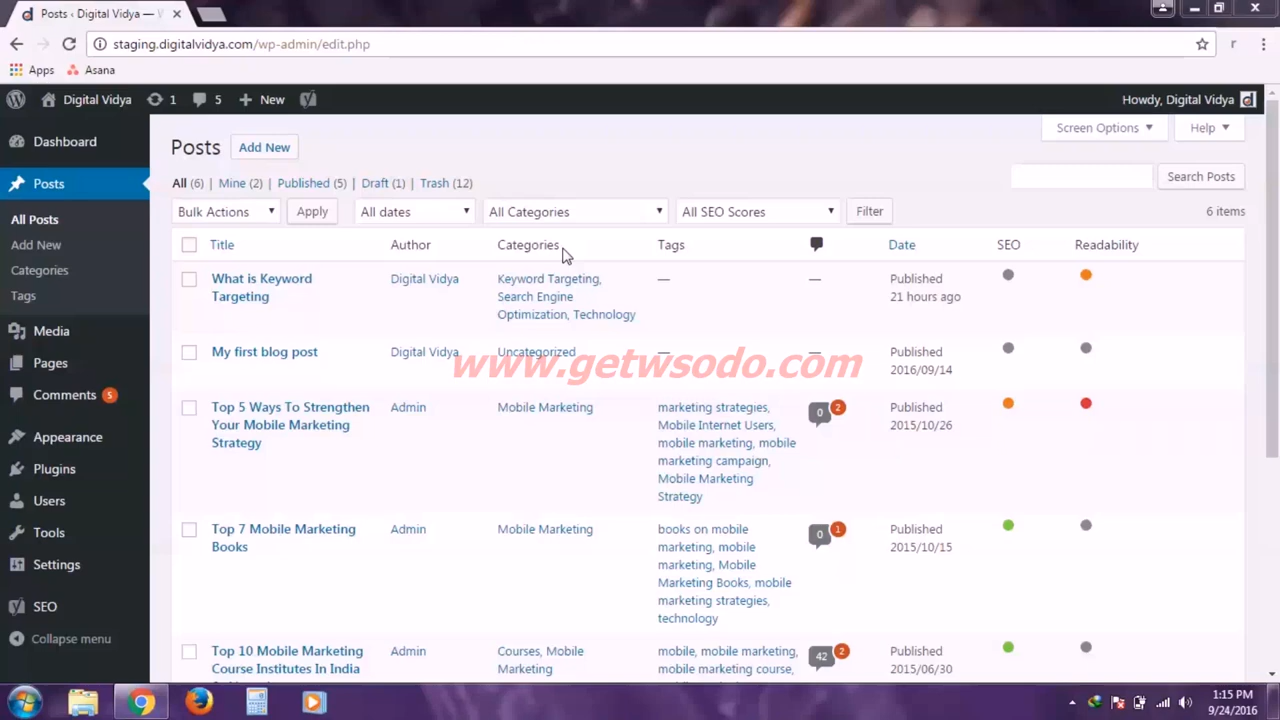 Posts ‹ Digital Vidya — W
staging.digitalvidya.com/wp-admin/edit.php
r
Apps Asana
Digital Vidya 1 5 New
Howdy, Digital Vidya
Dashboard
Posts
All Posts
Add New
Categories
Tags
Media
Pages
Comments 5
Appearance
Plugins
Users
Tools
Settings
SEO
Collapse menu
Screen Options Help
Posts Add New
All (6) | Mine (2) | Published (5) | Draft (1) | Trash (12)
Search Posts
Bulk Actions Apply All dates All Categories All SEO Scores Filter
6 items
Title Author Categories Tags Date SEO Readability
What is Keyword
Targeting
Digital Vidya
Keyword Targeting,
Search Engine
Optimization, Technology
—
—
Published
21 hours ago
My first blog post
Digital Vidya
Uncategorized
—
—
Published
2016/09/14
www.getwsodo.com
Top 5 Ways To Strengthen
Your Mobile Marketing
Strategy
Admin
Mobile Marketing
marketing strategies,
Mobile Internet Users,
mobile marketing, mobile
marketing campaign,
Mobile Marketing
Strategy
0 2
Published
2015/10/26
Top 7 Mobile Marketing
Books
Admin
Mobile Marketing
books on mobile
marketing, mobile
marketing, Mobile
Marketing Books, mobile
marketing strategies,
technology
0 1
Published
2015/10/15
Top 10 Mobile Marketing
Course Institutes In India
Admin
Courses, Mobile
Marketing
mobile, mobile marketing,
mobile marketing course,
42 2
Published
2015/06/30
1:15 PM
9/24/2016